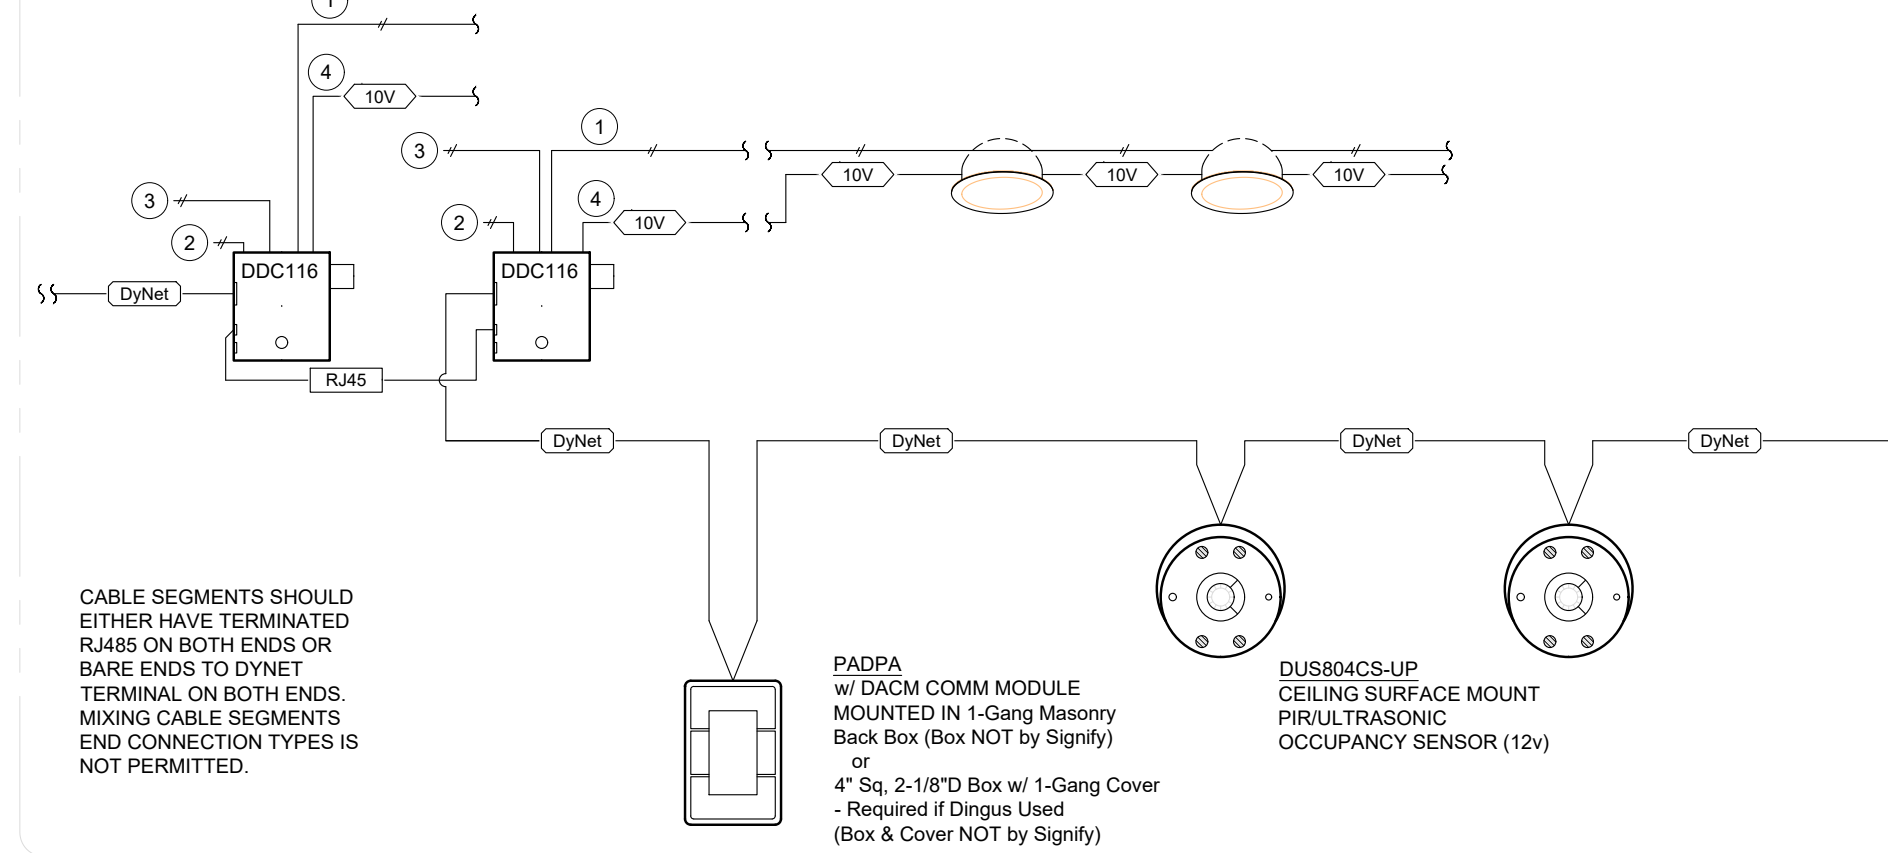 1
4
10V
1
3
10V
10V
10V
3
4
2
10V
2
DDC116
DDC116
DyNet
RJ45
DyNet
DyNet
DyNet
DyNet
CABLE SEGMENTS SHOULD
EITHER HAVE TERMINATED
RJ485 ON BOTH ENDS OR
BARE ENDS TO DYNET
TERMINAL ON BOTH ENDS.
MIXING CABLE SEGMENTS
END CONNECTION TYPES IS
NOT PERMITTED.
PADPA
w/ DACM COMM MODULE
MOUNTED IN 1-Gang Masonry
Back Box (Box NOT by Signify)
or
4" Sq, 2-1/8"D Box w/ 1-Gang Cover
- Required if Dingus Used
(Box & Cover NOT by Signify)
DUS804CS-UP
CEILING SURFACE MOUNT
PIR/ULTRASONIC
OCCUPANCY SENSOR (12v)